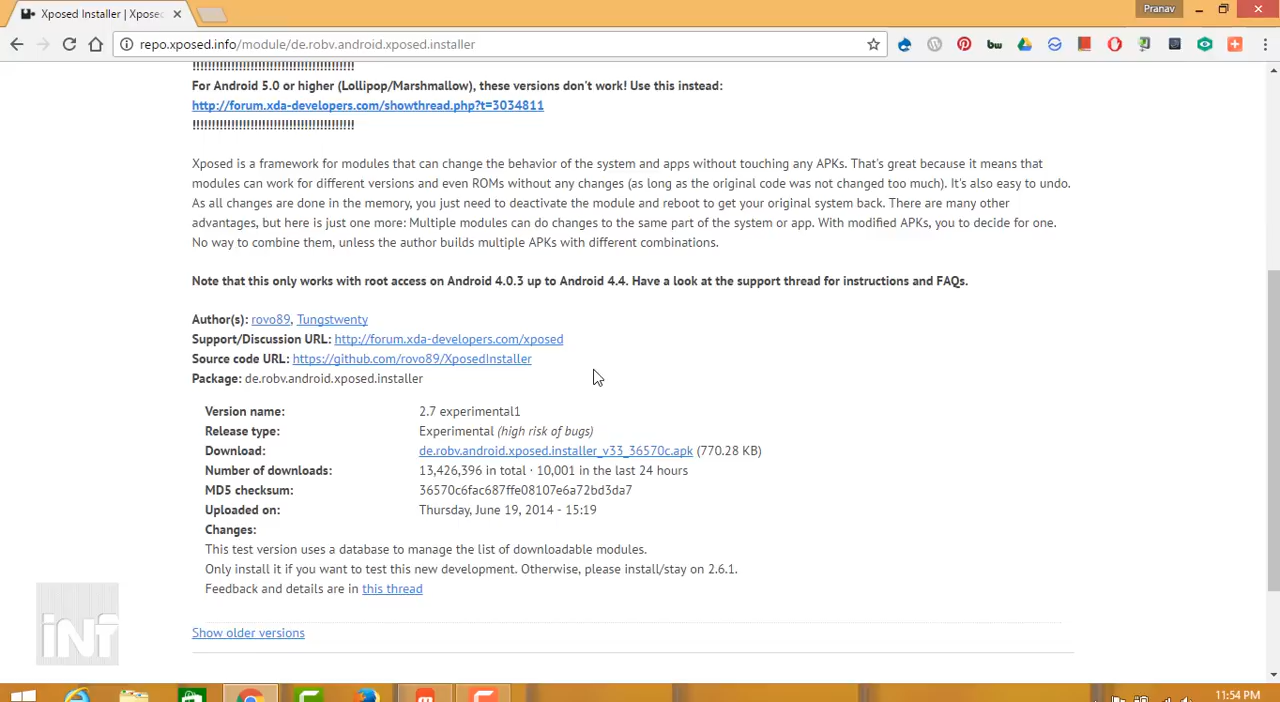 Xposed Installer | Xpose
Pranav
repo.xposed.info/module/de.robv.android.xposed.installer
bw
!!!!!!!!!!!!!!!!!!!!!!!!!!!!!!!!!!!!!!!!!
For Android 5.0 or higher (Lollipop/Marshmallow), these versions don't work! Use this instead:
http://forum.xda-developers.com/showthread.php?t=3034811
!!!!!!!!!!!!!!!!!!!!!!!!!!!!!!!!!!!!!!!!!
Xposed is a framework for modules that can change the behavior of the system and apps without touching any APKs. That's great because it means that
modules can work for different versions and even ROMs without any changes (as long as the original code was not changed too much). It's also easy to undo.
As all changes are done in the memory, you just need to deactivate the module and reboot to get your original system back. There are many other
advantages, but here is just one more: Multiple modules can do changes to the same part of the system or app. With modified APKs, you to decide for one.
No way to combine them, unless the author builds multiple APKs with different combinations.
Note that this only works with root access on Android 4.0.3 up to Android 4.4. Have a look at the support thread for instructions and FAQs.
Author(s): rovo89, Tungstwenty
Support/Discussion URL: http://forum.xda-developers.com/xposed
Source code URL: https://github.com/rovo89/XposedInstaller
Package: de.robv.android.xposed.installer
Version name: 2.7 experimental1
Release type: Experimental (high risk of bugs)
Download: de.robv.android.xposed.installer_v33_36570c.apk (770.28 KB)
Number of downloads: 13,426,396 in total · 10,001 in the last 24 hours
MD5 checksum: 36570c6fac687ffe08107e6a72bd3da7
Uploaded on: Thursday, June 19, 2014 - 15:19
Changes:
This test version uses a database to manage the list of downloadable modules.
Only install it if you want to test this new development. Otherwise, please install/stay on 2.6.1.
Feedback and details are in this thread
Show older versions
iNT
11:54 PM